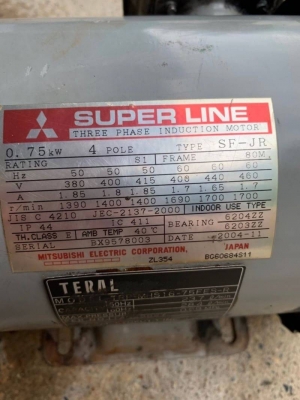 SUPER LINE
THREE PHASE INDUCTION MOTOR
0.75kW 4 POLE TYPE SF-JR
RATING S1 FRAME 80M
Hz 50 50 50 60 60 60
V 380 400 415 408 440 460
A 1.85 1.8 1.85 1.7 1.65 1.7
min-1 1390 1400 1400 1690 1700 1700
JIS C 4210 JEC-2137-2000 INDOOR USE TYPE
IP 44 IC 411 BEARING 6204ZZ
TH.CLASS E AMB TEMP 40℃ 6203ZZ
SERIAL BX9578003 DATE 2004-11
MITSUBISHI ELECTRIC CORPORATION, JAPAN
ZL354 BG60684S11
TERAL